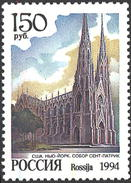 150
РУБ.
США. НЬЮ-ЙОРК. СОБОР СЕНТ-ПАТРИК
РОССИЯ Rossija 1994